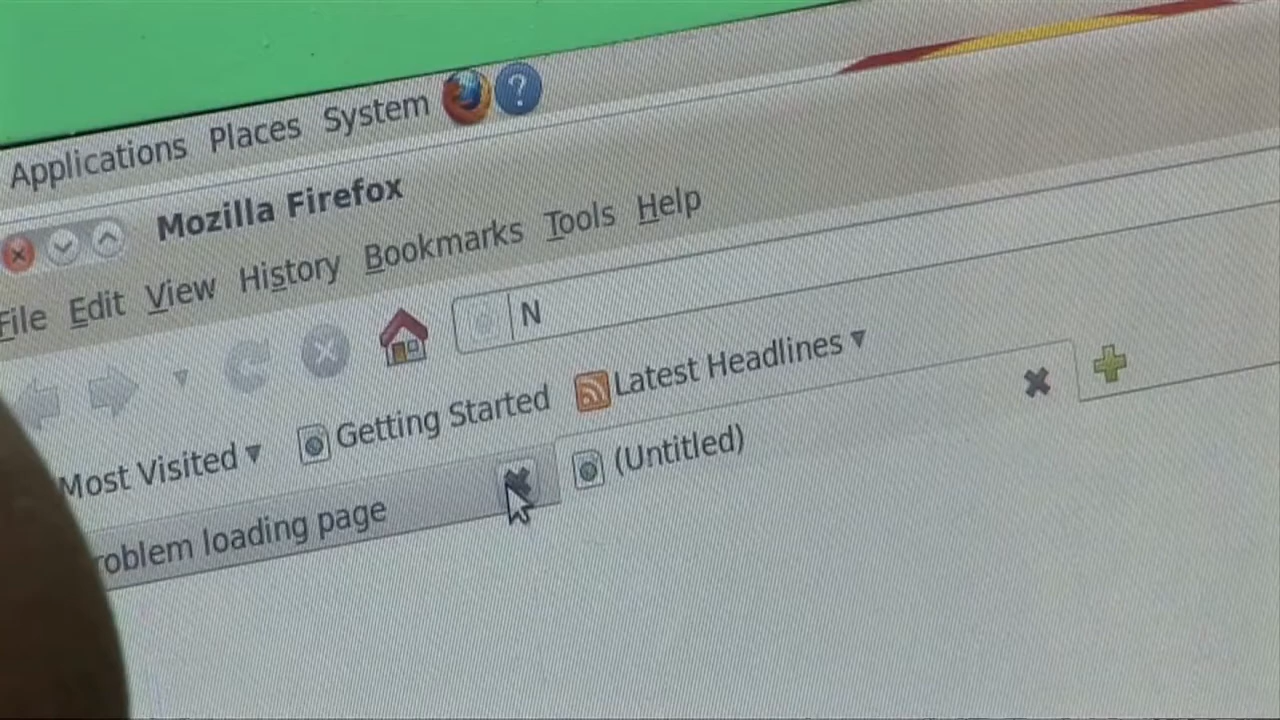 Applications Places System ?
Mozilla Firefox
File Edit View History Bookmarks Tools Help
N
Most Visited Getting Started Latest Headlines
roblem loading page (Untitled)